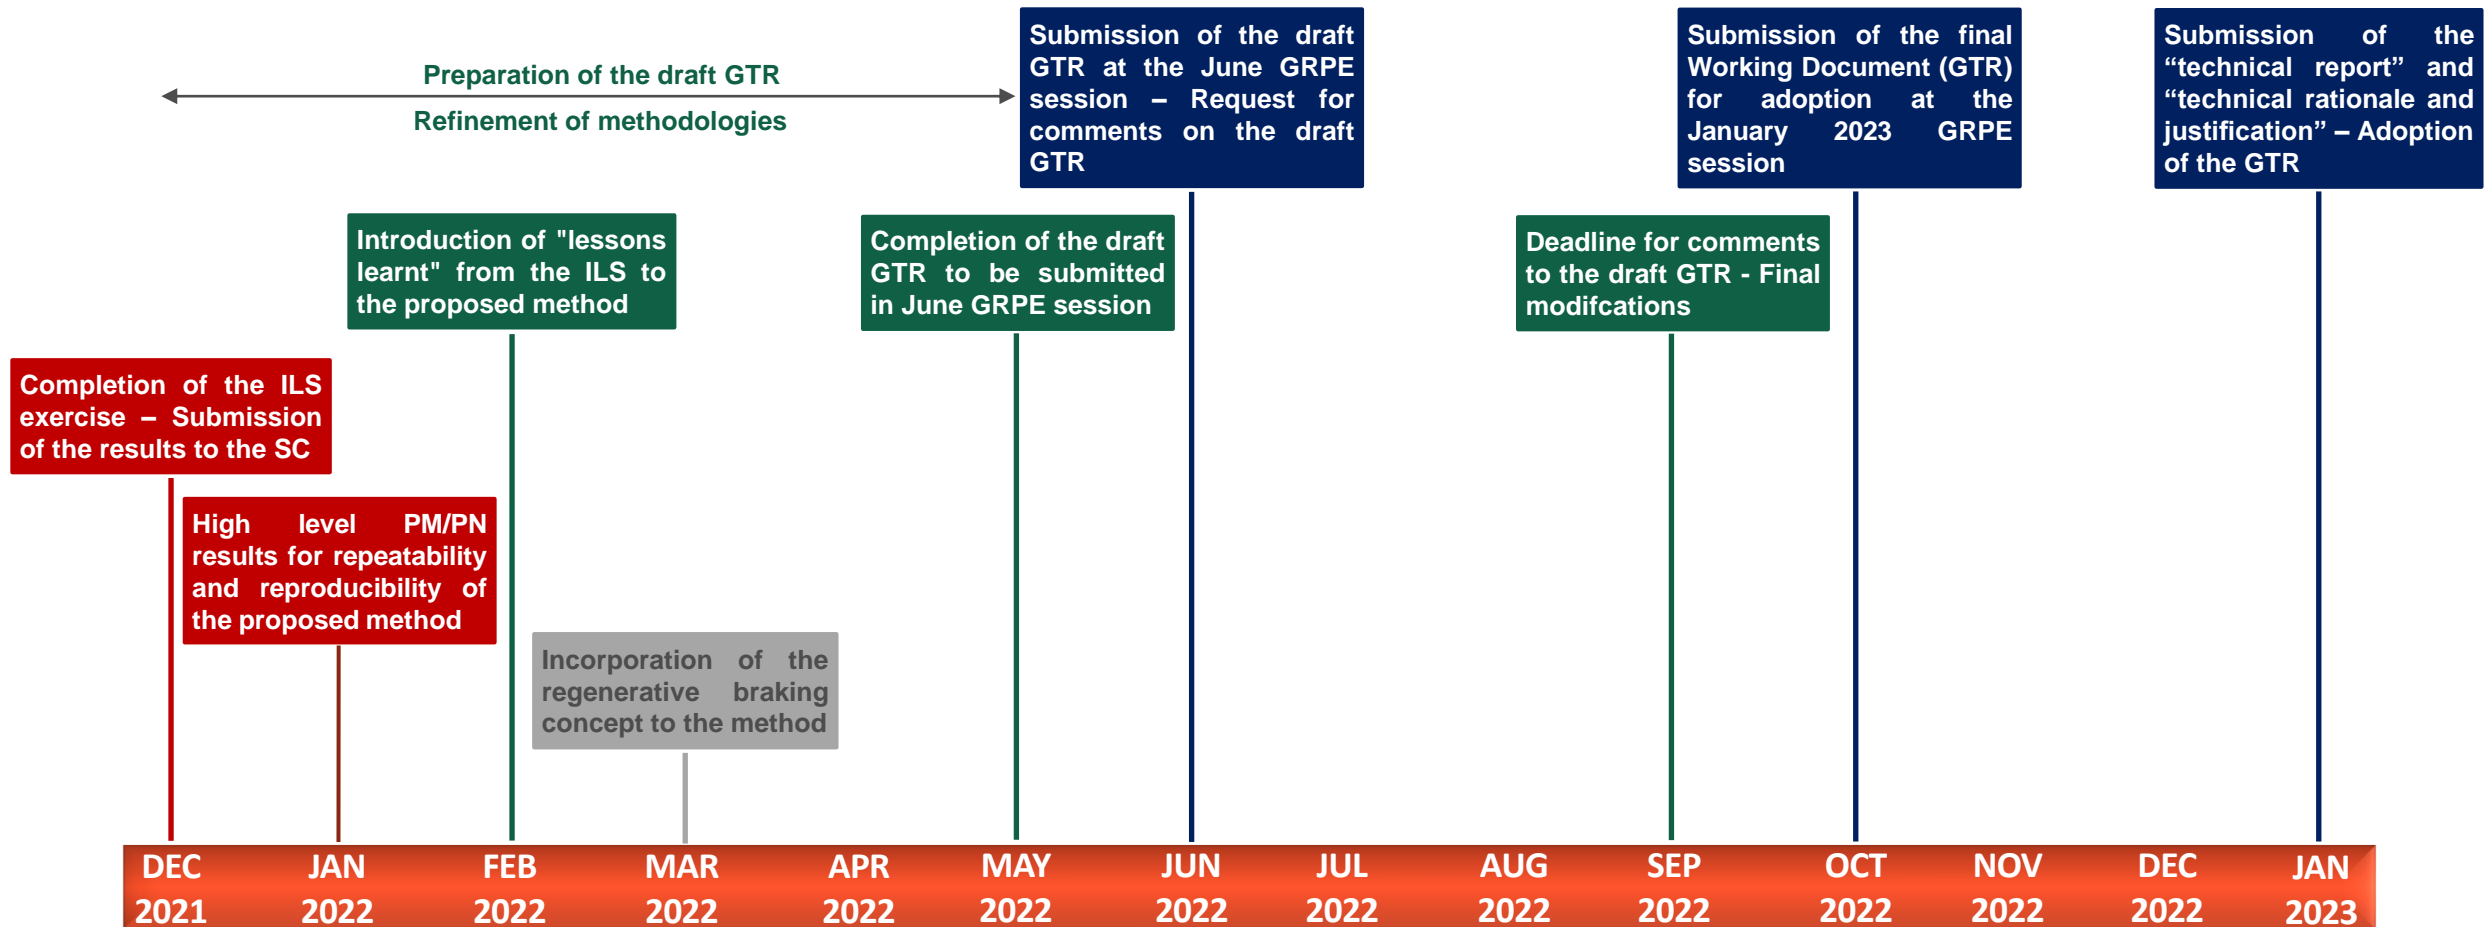 Preparation of the draft GTR
Refinement of methodologies
Submission of the draft
GTR at the June GRPE
session – Request for
comments on the draft
GTR
Submission of the final
Working Document (GTR)
for adoption at the
January 2023 GRPE
session
Submission of the
“technical report” and
“technical rationale and
justification” – Adoption
of the GTR
Introduction of "lessons
learnt" from the ILS to
the proposed method
Completion of the draft
GTR to be submitted
in June GRPE session
Deadline for comments
to the draft GTR - Final
modifcations
Completion of the ILS
exercise – Submission
of the results to the SC
High level PM/PN
results for repeatability
and reproducibility of
the proposed method
Incorporation of the
regenerative braking
concept to the method
DEC JAN FEB MAR APR MAY JUN JUL AUG SEP OCT NOV DEC JAN
2021 2022 2022 2022 2022 2022 2022 2022 2022 2022 2022 2022 2022 2023